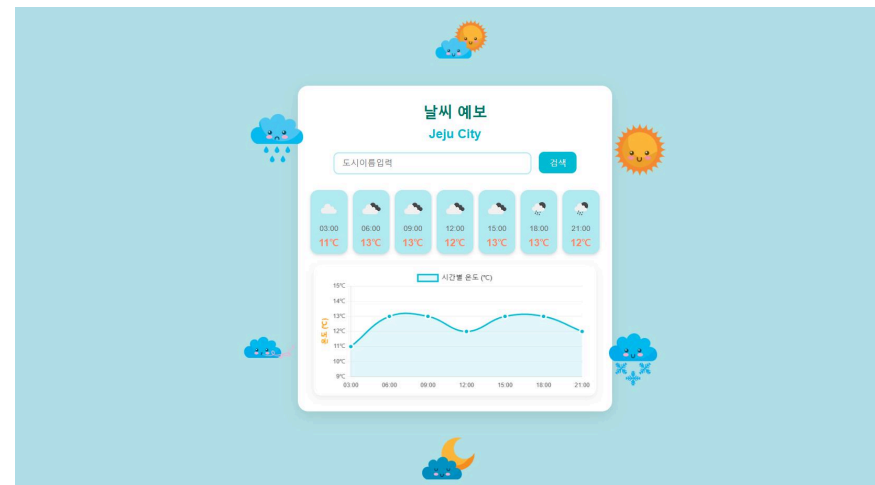 날씨 예보
Jeju City
도시이름입력 검색
03:00 06:00 09:00 12:00 15:00 18:00 21:00
11℃ 13℃ 13℃ 12℃ 13℃ 13℃ 12℃
시간별 온도 (℃)
온도 (℃)
15℃
14℃
13℃
12℃
11℃
10℃
9℃
03:00 06:00 09:00 12:00 15:00 18:00 21:00